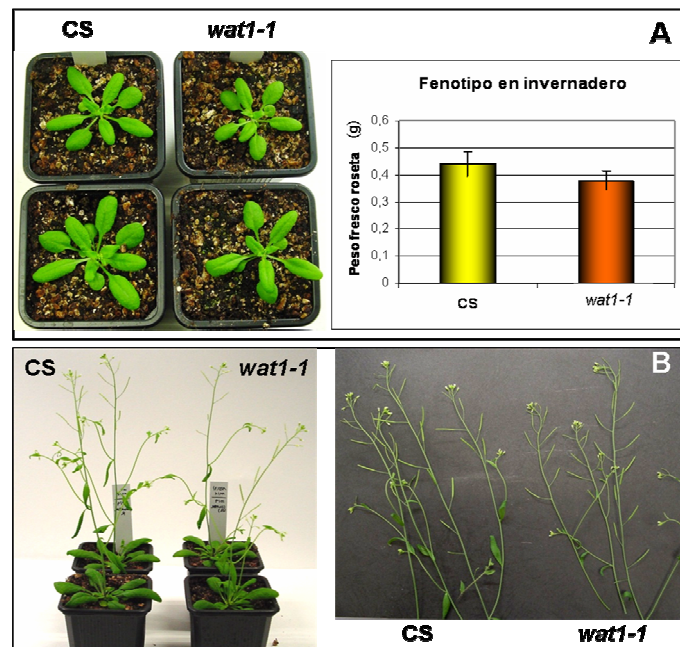 CS wat1-1 A
Fenotipo en invernadero
Peso fresco roseta (g)
0,6
0,5
0,4
0,3
0,2
0,1
0
CS wat1-1
CS wat1-1 B
CS wat1-1